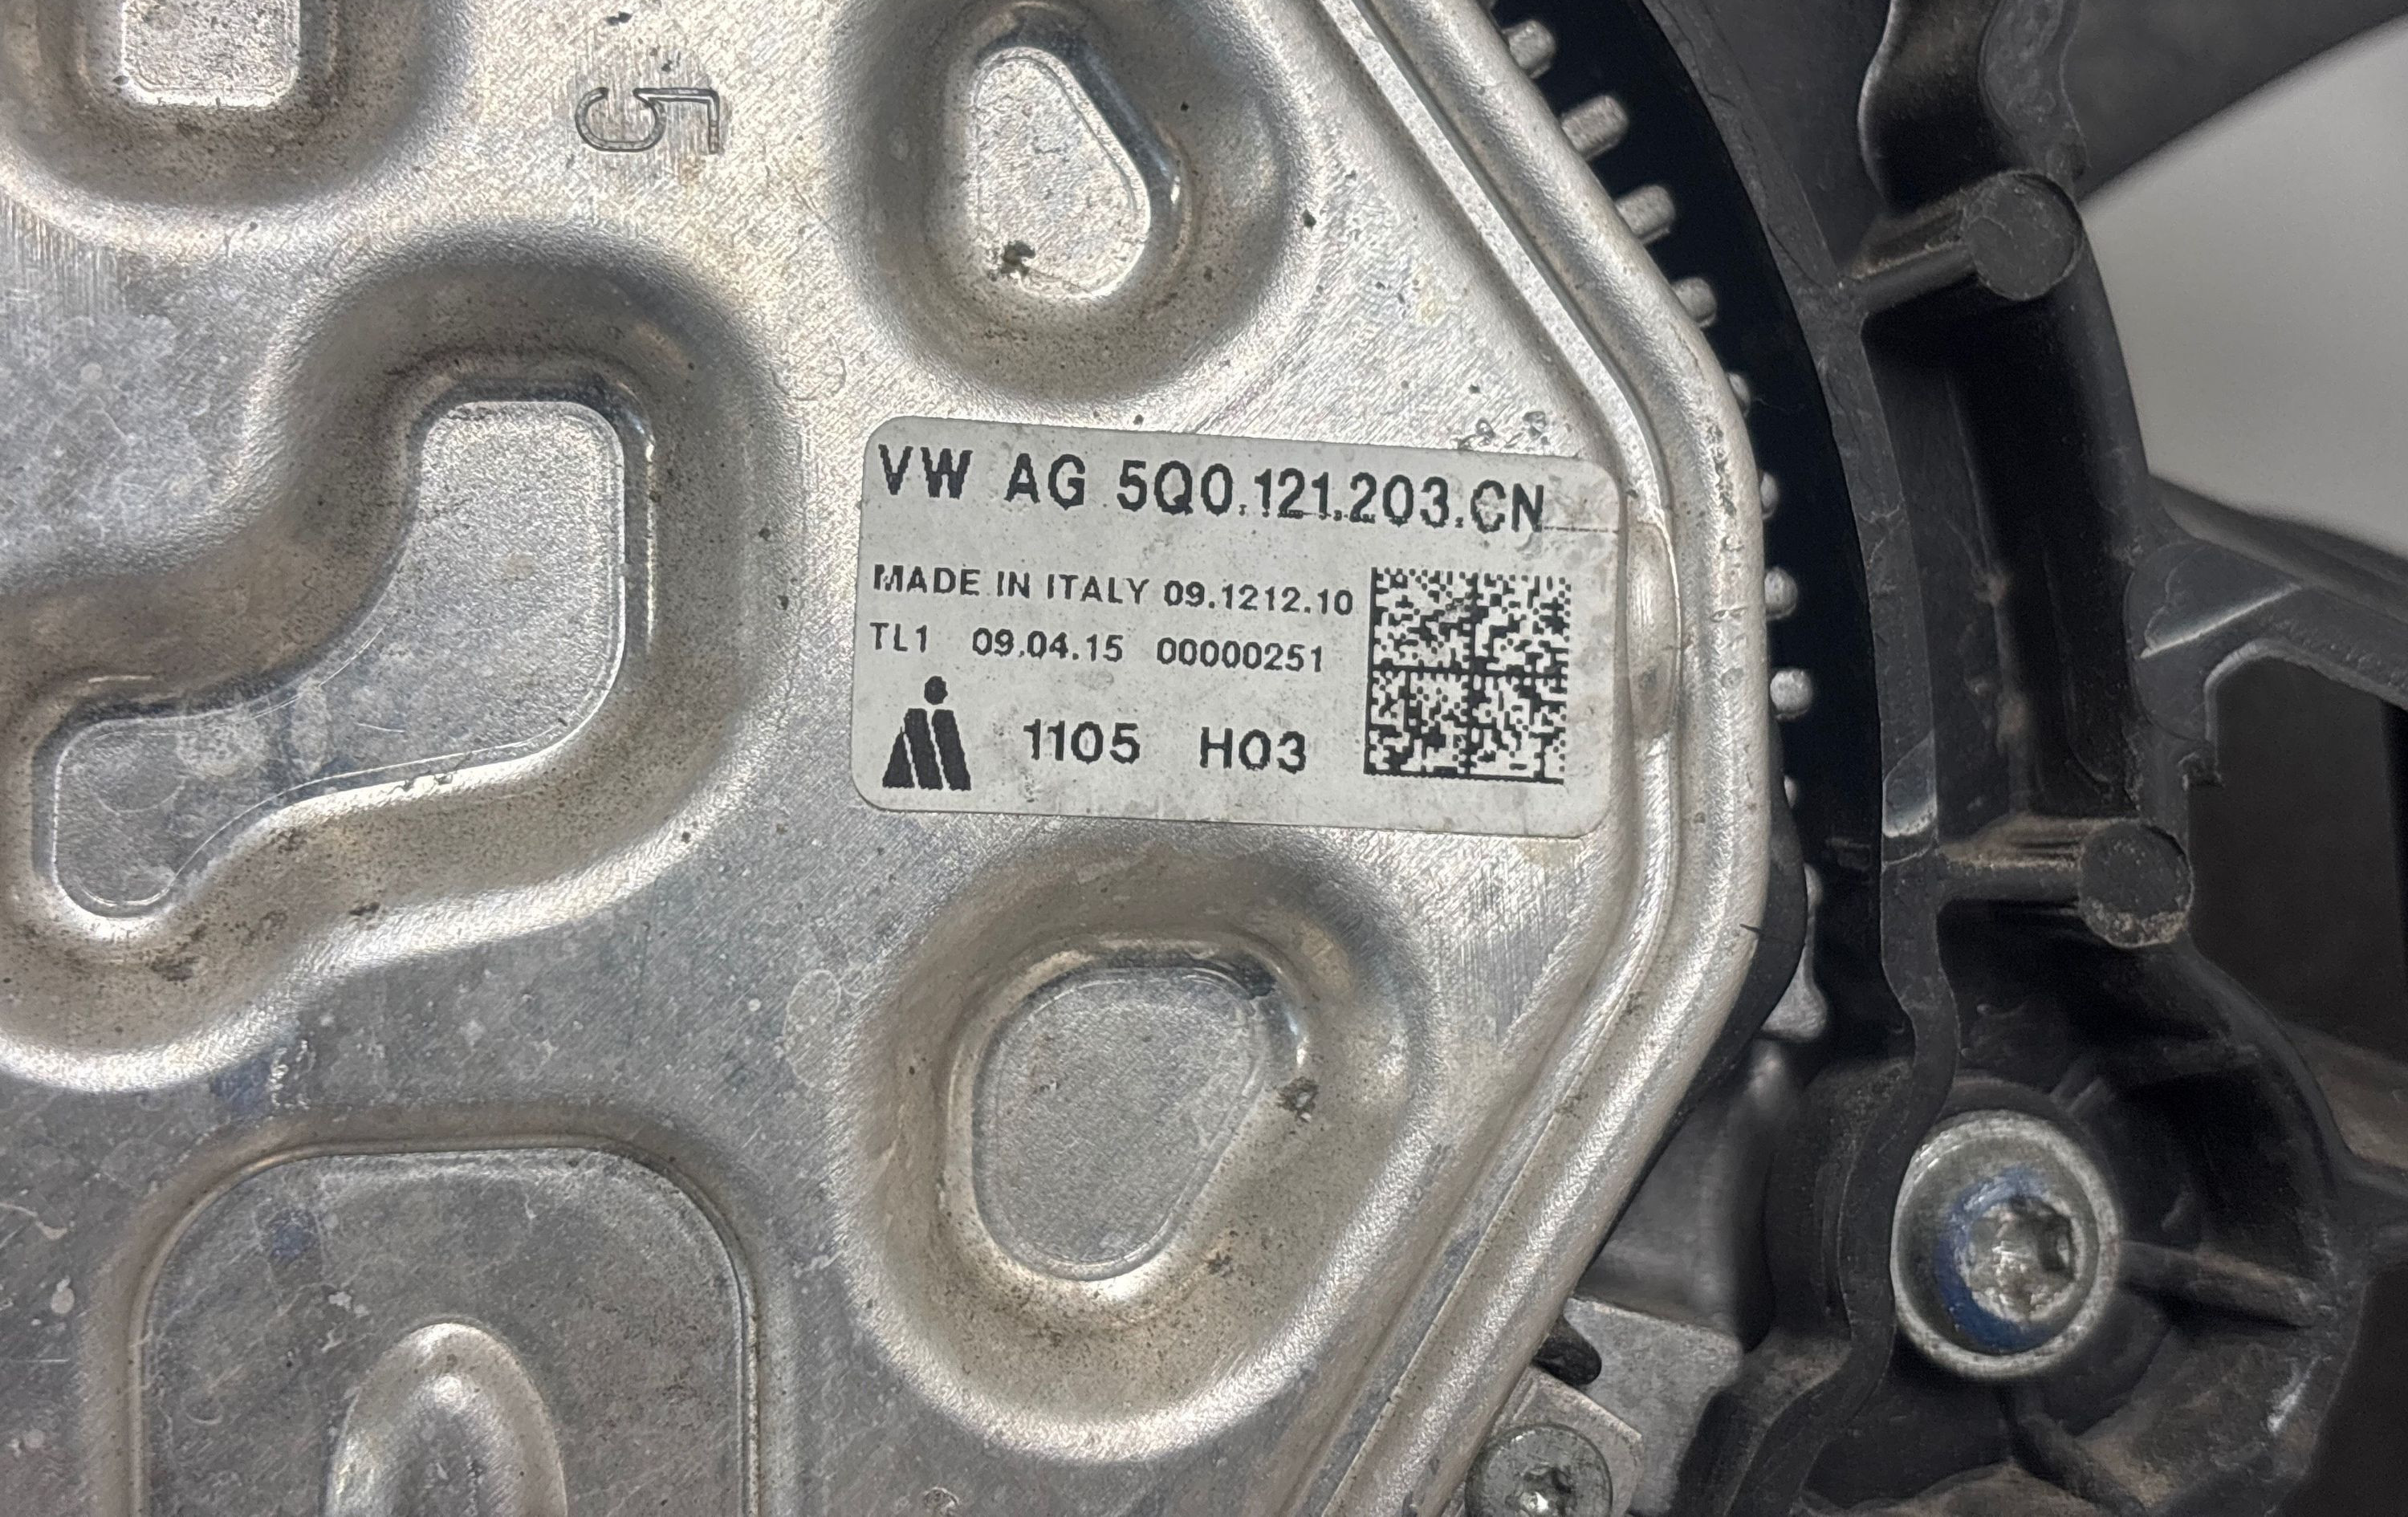 G
VW AG 5Q0.121.203.CN
MADE IN ITALY 09.1212.10
TL1 09.04.15 00000251
1105 H03